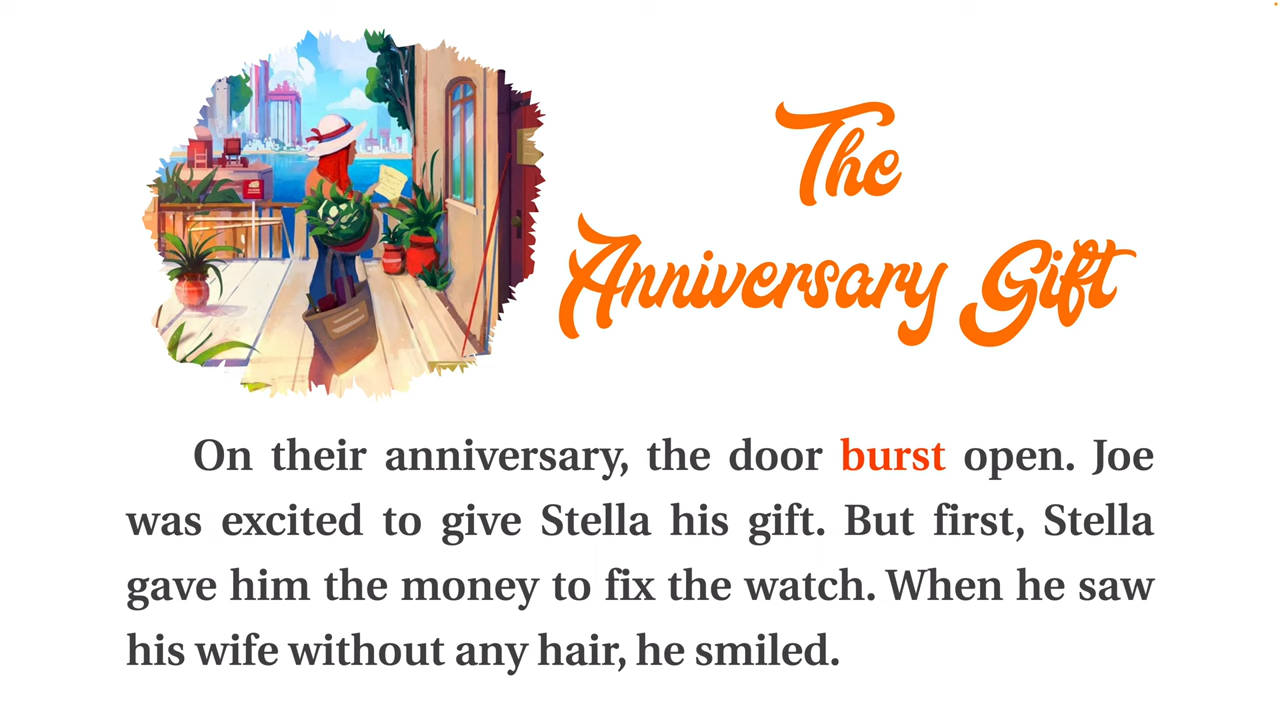 The
Anniversary Gift
On their anniversary, the door burst open. Joe
was excited to give Stella his gift. But first, Stella
gave him the money to fix the watch. When he saw
his wife without any hair, he smiled.